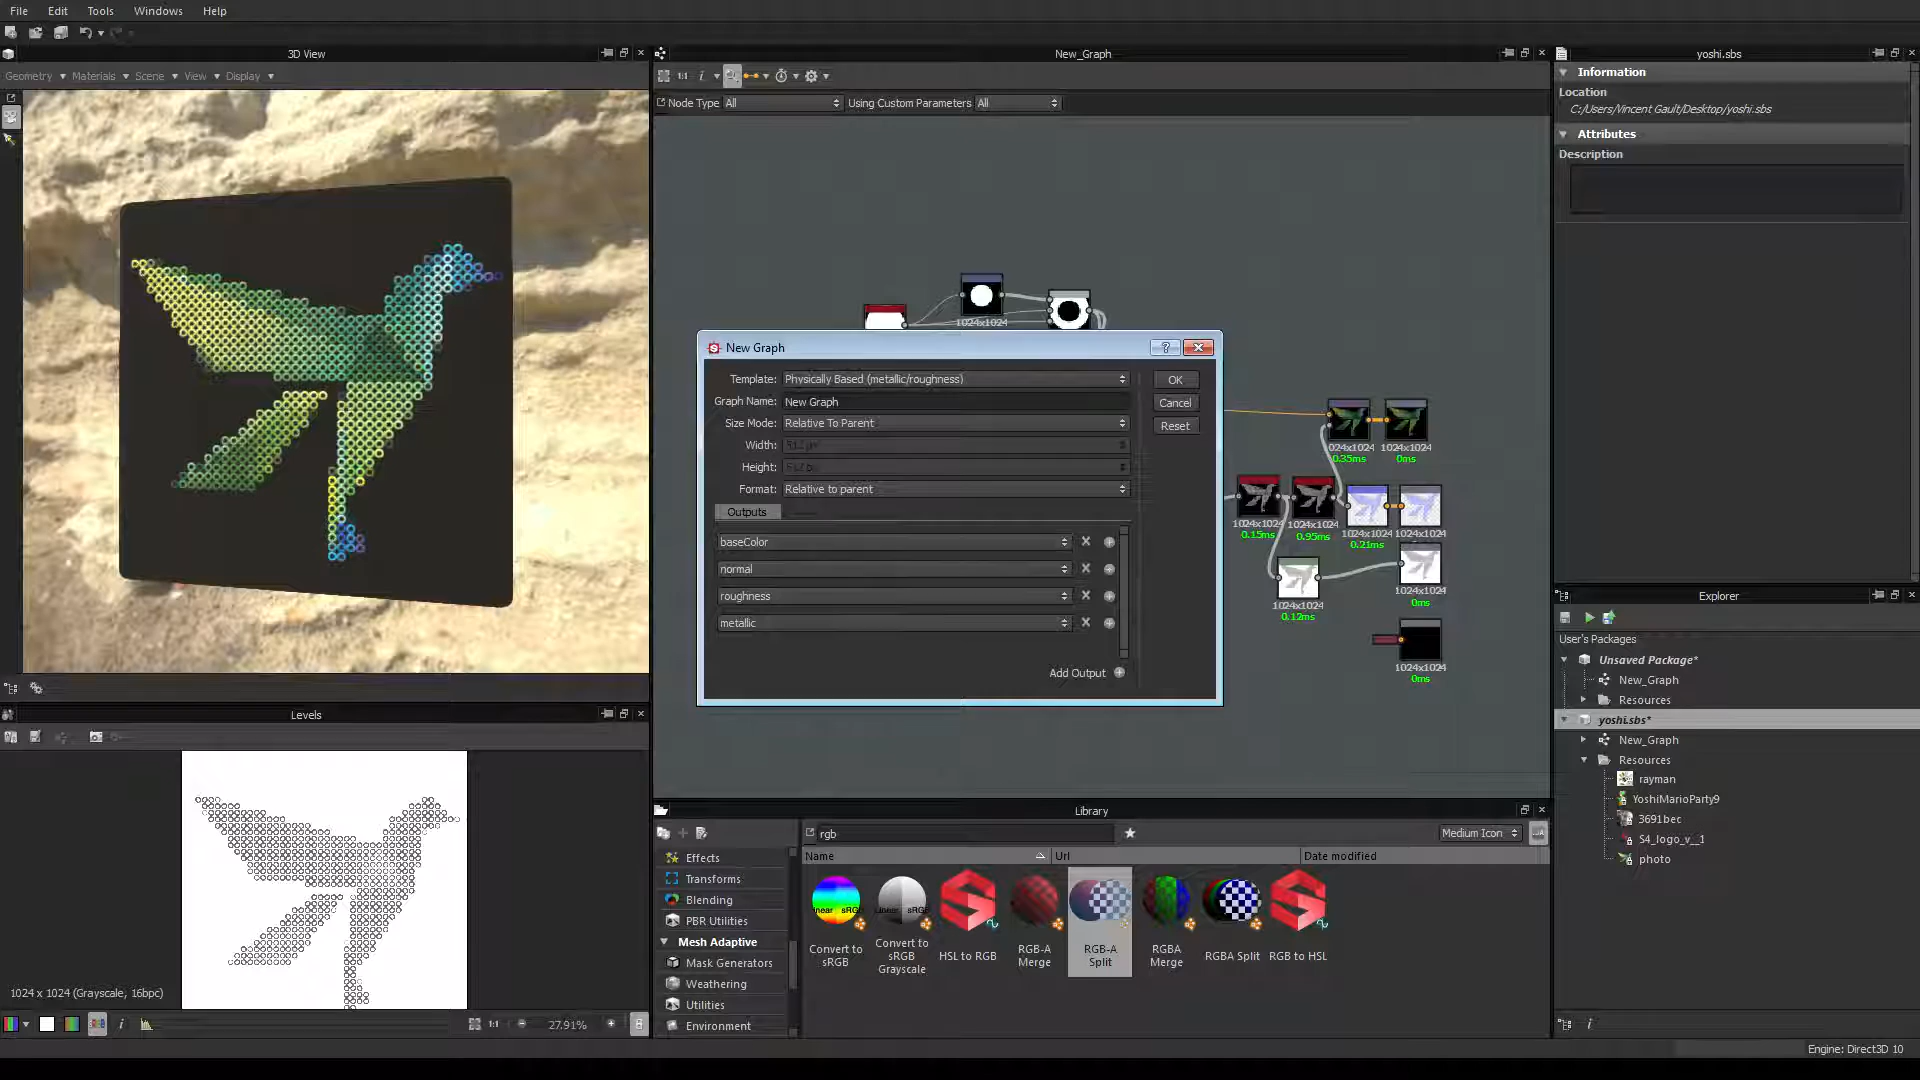 File Edit Tools Windows Help
3D View
Geometry Materials Scene View Display
New_Graph
1:1 i
Node Type All Using Custom Parameters All
yoshi.sbs
Information
Location
C:/Users/Vincent Gault/Desktop/yoshi.sbs
Attributes
Description
1024x1024
New Graph
Template: Physically Based (metallic/roughness)
Graph Name: New Graph
Size Mode: Relative To Parent
Width:
Height:
Format: Relative to parent
OK
Cancel
Reset
Outputs
baseColor
normal
roughness
metallic
Add Output
024x1024 1024x1024
0.35ms 0ms
1024x1024 1024x1024 1024x1024 1024x1024
0.15ms 0.95ms 0.21ms
1024x1024 1024x1024
0.12ms 0ms
1024x1024
0ms
Explorer
User's Packages
Unsaved Package*
New_Graph
Resources
yoshi.sbs*
New_Graph
Resources
rayman
YoshiMarioParty9
3691bec
S4_logo_v__1
photo
Levels
1024 x 1024 (Grayscale, 16bpc)
i 1:1 27.91%
Library
rgb
Medium Icon
Name Url Date modified
Effects
Transforms
Blending
PBR Utilities
Mesh Adaptive
Mask Generators
Weathering
Utilities
Environment
Convert to sRGB
Convert to sRGB Grayscale
HSL to RGB
RGB-A Merge
RGB-A Split
RGBA Merge
RGBA Split
RGB to HSL
Engine: Direct3D 10